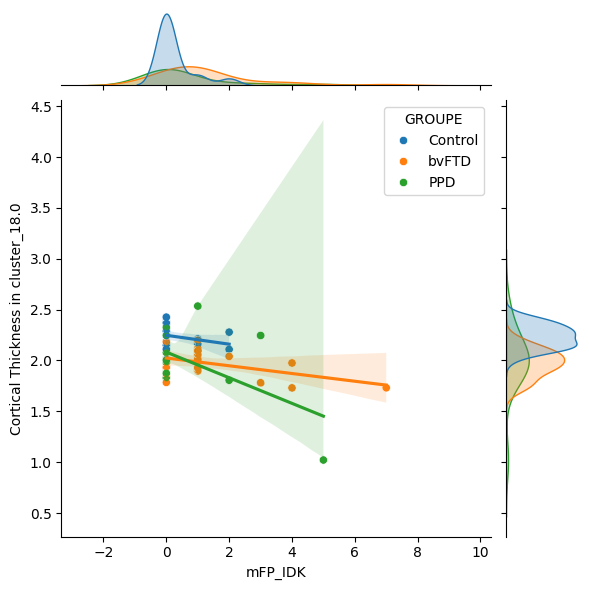 GROUPE
Control
bvFTD
PPD
Cortical Thickness in cluster_18.0
4.5
4.0
3.5
3.0
2.5
2.0
1.5
1.0
0.5
−2 0 2 4 6 8 10
mFP_IDK